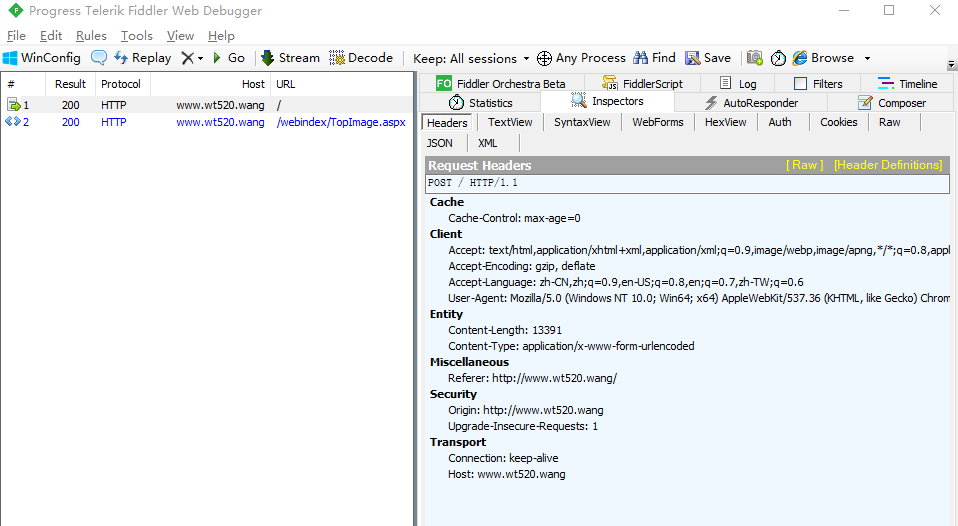 Progress Telerik Fiddler Web Debugger
File Edit Rules Tools View Help
WinConfig Replay Go Stream Decode Keep: All sessions Any Process Find Save Browse
# Result Protocol Host URL
1 200 HTTP www.wt520.wang /
2 200 HTTP www.wt520.wang /webindex/TopImage.aspx
FO Fiddler Orchestra Beta FiddlerScript Log Filters Timeline
Statistics Inspectors AutoResponder Composer
Headers TextView SyntaxView WebForms HexView Auth Cookies Raw
JSON XML
Request Headers [ Raw ] [Header Definitions]
POST / HTTP/1.1
Cache
Cache-Control: max-age=0
Client
Accept: text/html,application/xhtml+xml,application/xml;q=0.9,image/webp,image/apng,*/*;q=0.8,appl
Accept-Encoding: gzip, deflate
Accept-Language: zh-CN,zh;q=0.9,en-US;q=0.8,en;q=0.7,zh-TW;q=0.6
User-Agent: Mozilla/5.0 (Windows NT 10.0; Win64; x64) AppleWebKit/537.36 (KHTML, like Gecko) Chrom
Entity
Content-Length: 13391
Content-Type: application/x-www-form-urlencoded
Miscellaneous
Referer: http://www.wt520.wang/
Security
Origin: http://www.wt520.wang
Upgrade-Insecure-Requests: 1
Transport
Connection: keep-alive
Host: www.wt520.wang